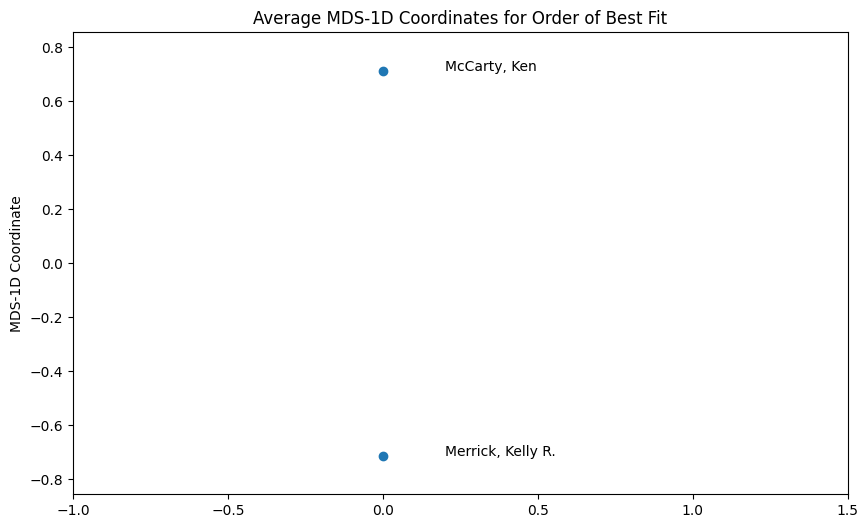 Average MDS-1D Coordinates for Order of Best Fit
0.8
McCarty, Ken
0.6
0.4
0.2
MDS-1D Coordinate
0.0
−0.2
−0.4
−0.6
Merrick, Kelly R.
−0.8
−1.0 −0.5 0.0 0.5 1.0 1.5